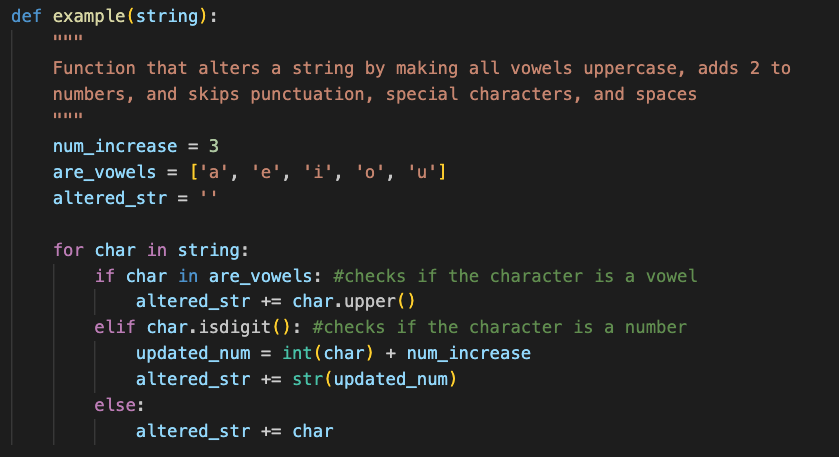 def example(string):
    """
    Function that alters a string by making all vowels uppercase, adds 2 to
    numbers, and skips punctuation, special characters, and spaces
    """
    num_increase = 3
    are_vowels = ['a', 'e', 'i', 'o', 'u']
    altered_str = ''

    for char in string:
        if char in are_vowels: #checks if the character is a vowel
            altered_str += char.upper()
        elif char.isdigit(): #checks if the character is a number
            updated_num = int(char) + num_increase
            altered_str += str(updated_num)
        else:
            altered_str += char